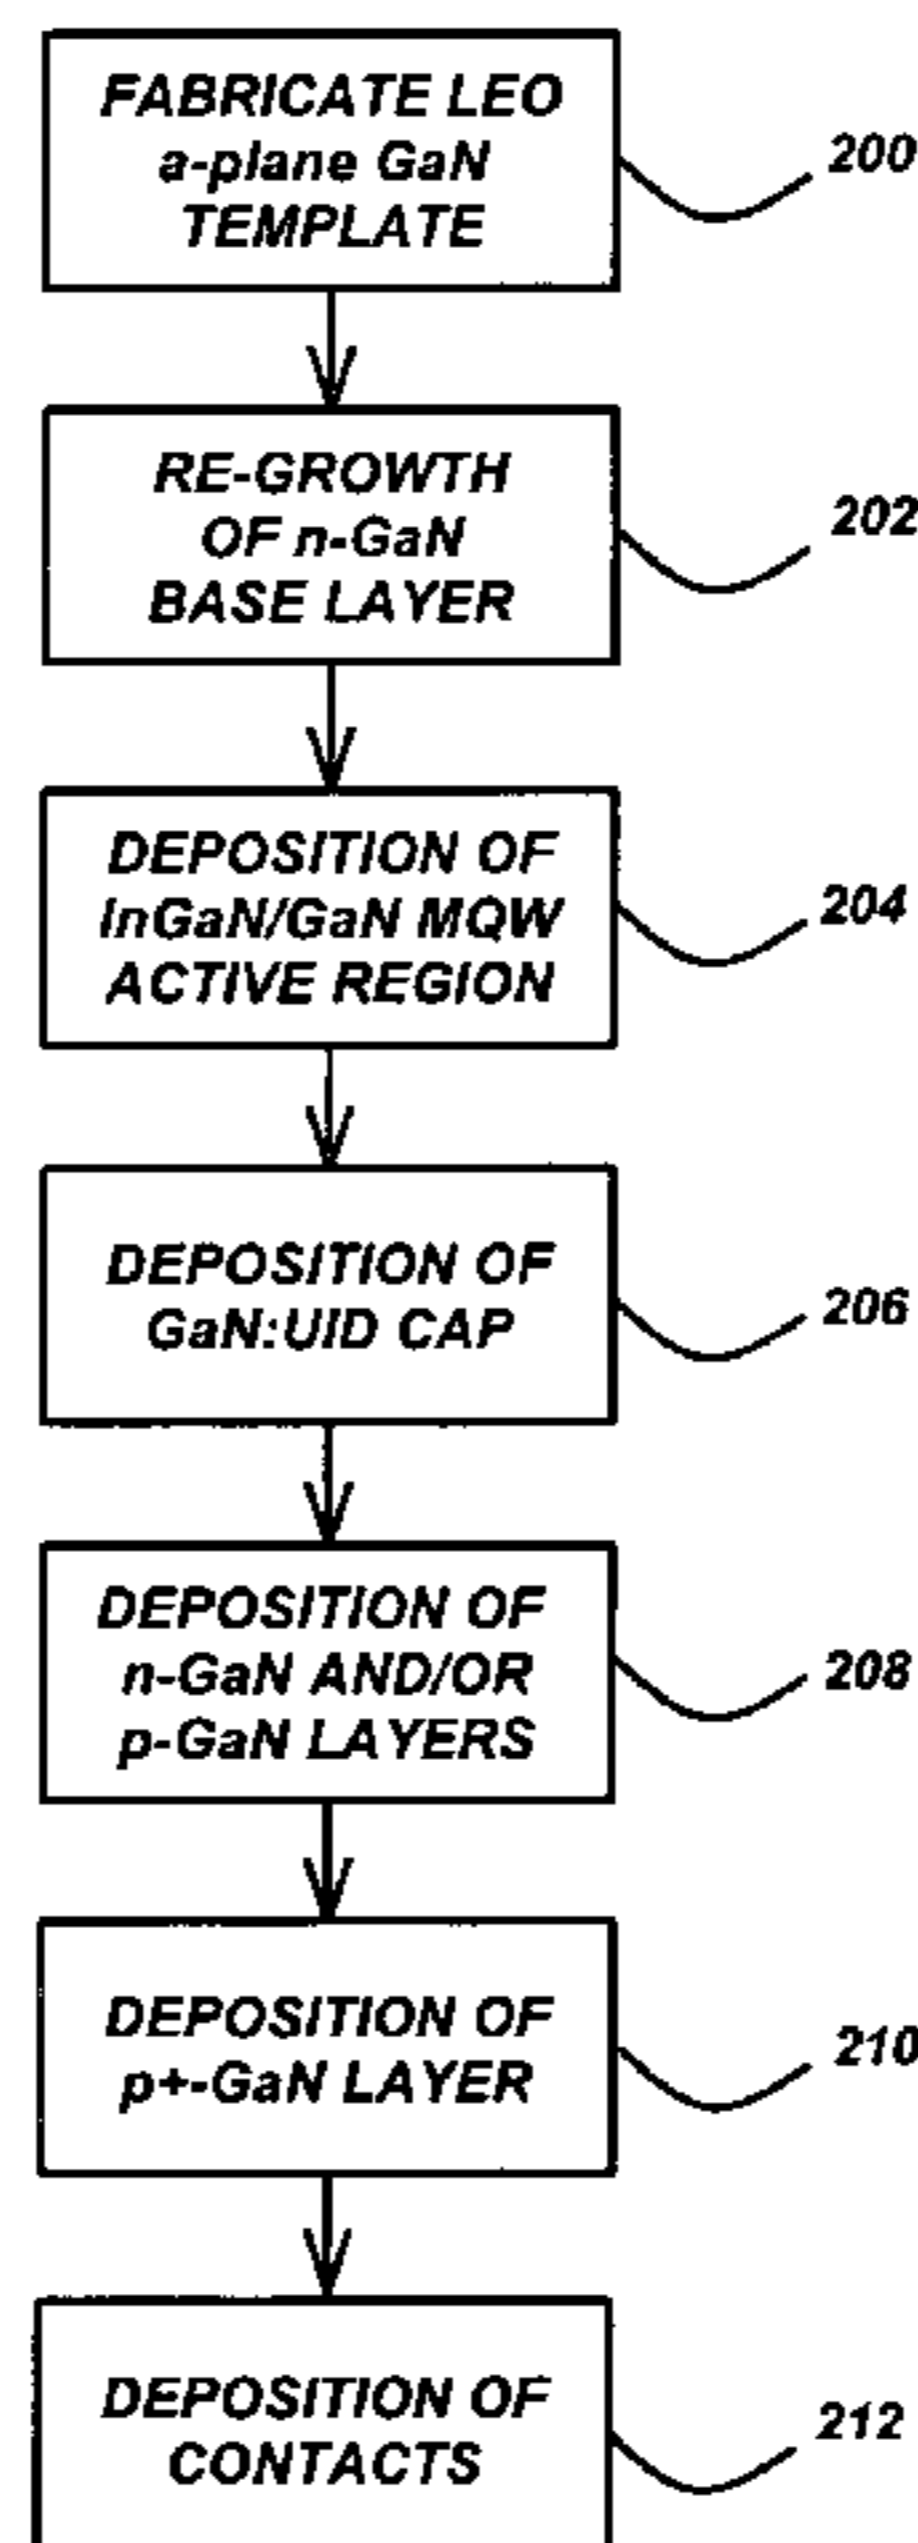 FABRICATE LEO
a-plane GaN
TEMPLATE
200
RE-GROWTH
OF n-GaN
BASE LAYER
202
DEPOSITION OF
InGaN/GaN MQW
ACTIVE REGION
204
DEPOSITION OF
GaN:UID CAP
206
DEPOSITION OF
n-GaN AND/OR
p-GaN LAYERS
208
DEPOSITION OF
p+-GaN LAYER
210
DEPOSITION OF
CONTACTS
212